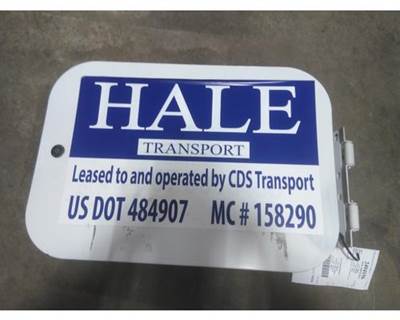 HALE
TRANSPORT
Leased to and operated by CDS Transport
US DOT 484907 MC # 158290